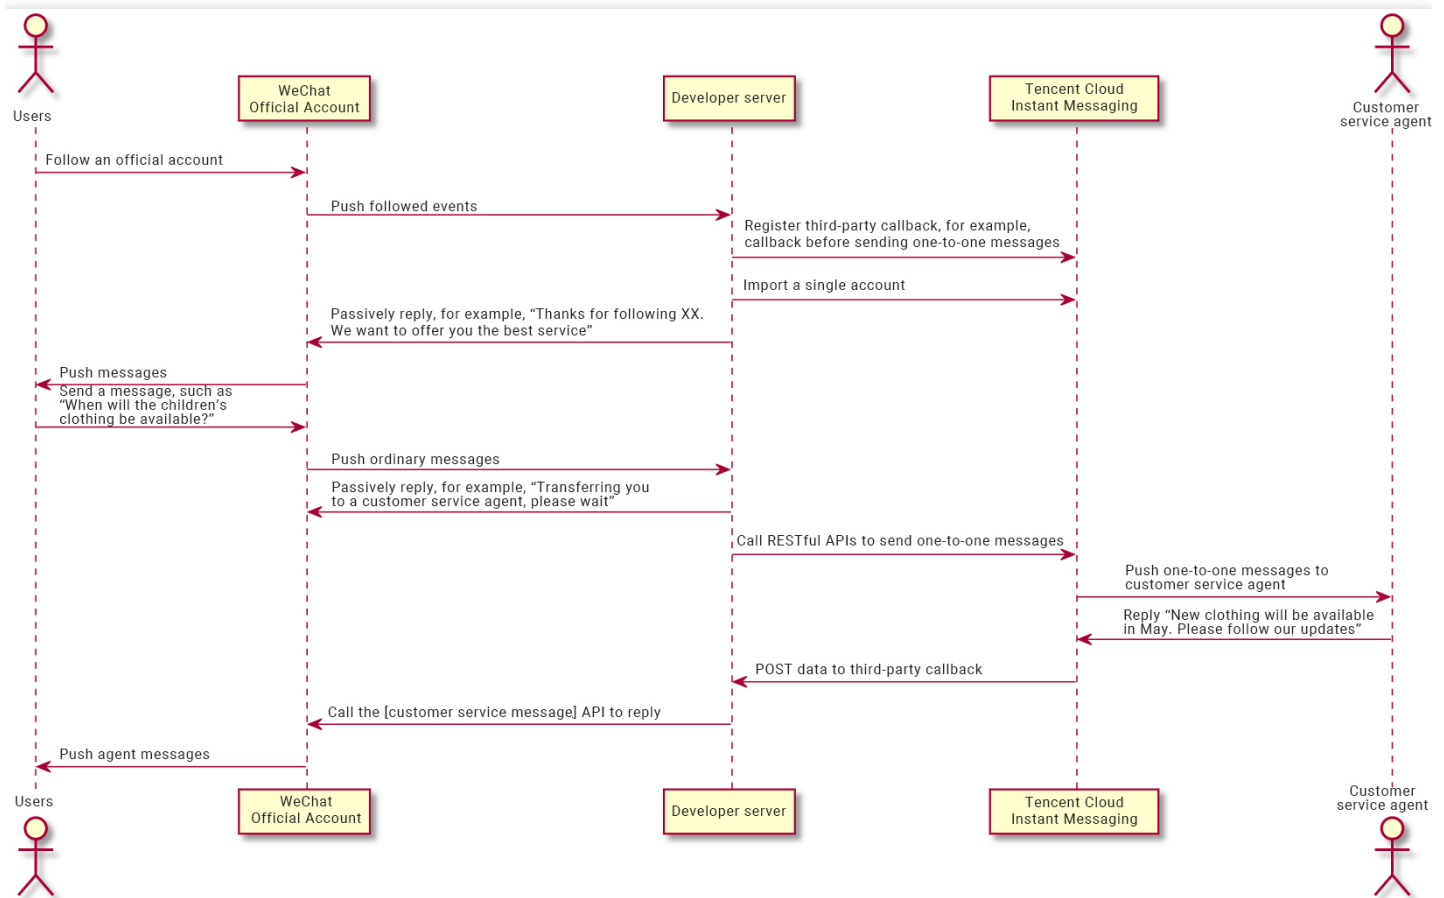 Users
WeChat
Official Account
Developer server
Tencent Cloud
Instant Messaging
Customer
service agent
Follow an official account
Push followed events
Register third-party callback, for example,
callback before sending one-to-one messages
Import a single account
Passively reply, for example, “Thanks for following XX.
We want to offer you the best service”
Push messages
Send a message, such as
“When will the children’s
clothing be available?”
Push ordinary messages
Passively reply, for example, “Transferring you
to a customer service agent, please wait”
Call RESTful APIs to send one-to-one messages
Push one-to-one messages to
customer service agent
Reply “New clothing will be available
in May. Please follow our updates”
POST data to third-party callback
Call the [customer service message] API to reply
Push agent messages
Users
WeChat
Official Account
Developer server
Tencent Cloud
Instant Messaging
Customer
service agent